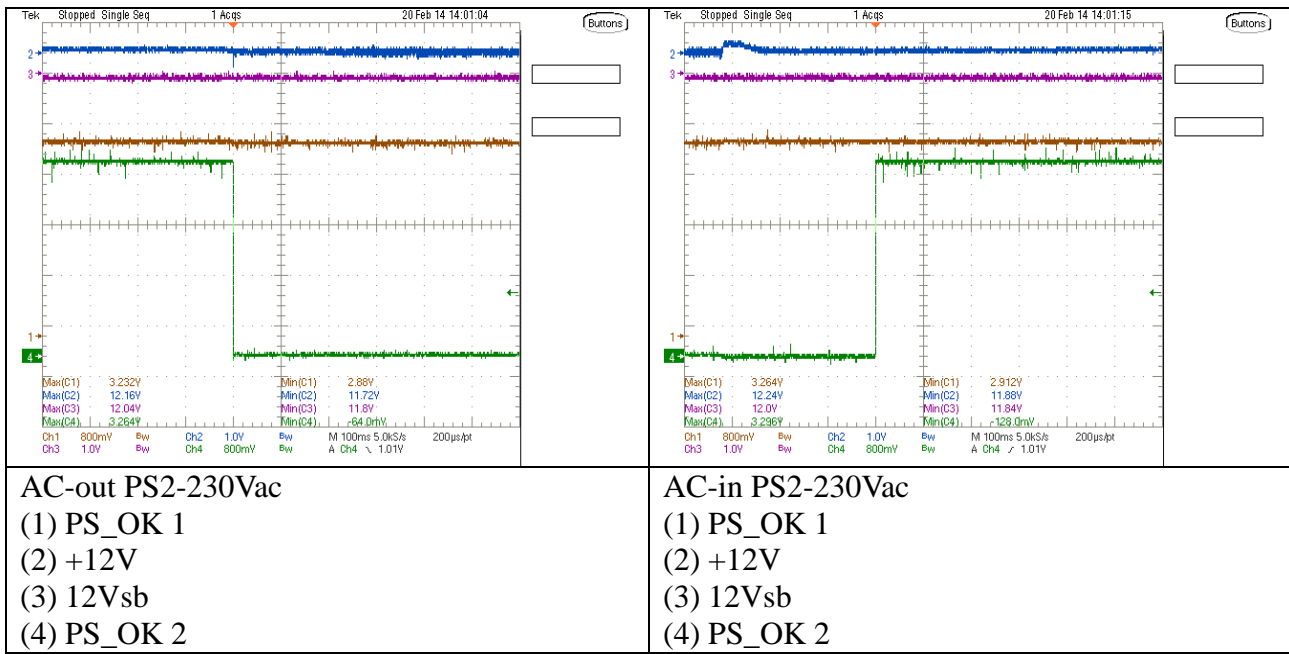 Tek Stopped Single Seq 1 Acqs 20 Feb 14 14:01:04
Buttons
2
3
1
4
Max(C1) 3.232V Min(C1) 2.88V
Max(C2) 12.16V Min(C2) 11.72V
Max(C3) 12.04V Min(C3) 11.8V
Max(C4) 3.264V Min(C4) -64.0mV
Ch1 800mV Bw Ch2 1.0V Bw M 100ms 5.0kS/s 200µs/pt
Ch3 1.0V Bw Ch4 800mV Bw A Ch4 \ 1.01V
AC-out PS2-230Vac
(1) PS_OK 1
(2) +12V
(3) 12Vsb
(4) PS_OK 2
Tek Stopped Single Seq 1 Acqs 20 Feb 14 14:01:15
Buttons
2
3
1
4
Max(C1) 3.264V Min(C1) 2.912V
Max(C2) 12.24V Min(C2) 11.88V
Max(C3) 12.0V Min(C3) 11.84V
Max(C4) 3.296V Min(C4) -128.0mV
Ch1 800mV Bw Ch2 1.0V Bw M 100ms 5.0kS/s 200µs/pt
Ch3 1.0V Bw Ch4 800mV Bw A Ch4 / 1.01V
AC-in PS2-230Vac
(1) PS_OK 1
(2) +12V
(3) 12Vsb
(4) PS_OK 2